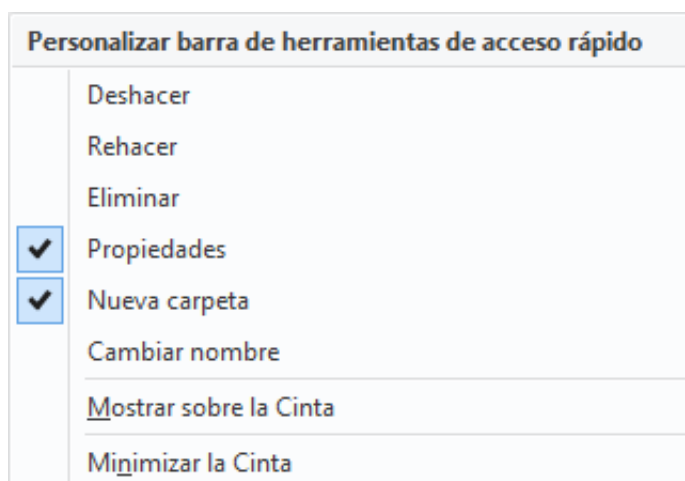 Personalizar barra de herramientas de acceso rápido
Deshacer
Rehacer
Eliminar
Propiedades
Nueva carpeta
Cambiar nombre
Mostrar sobre la Cinta
Minimizar la Cinta